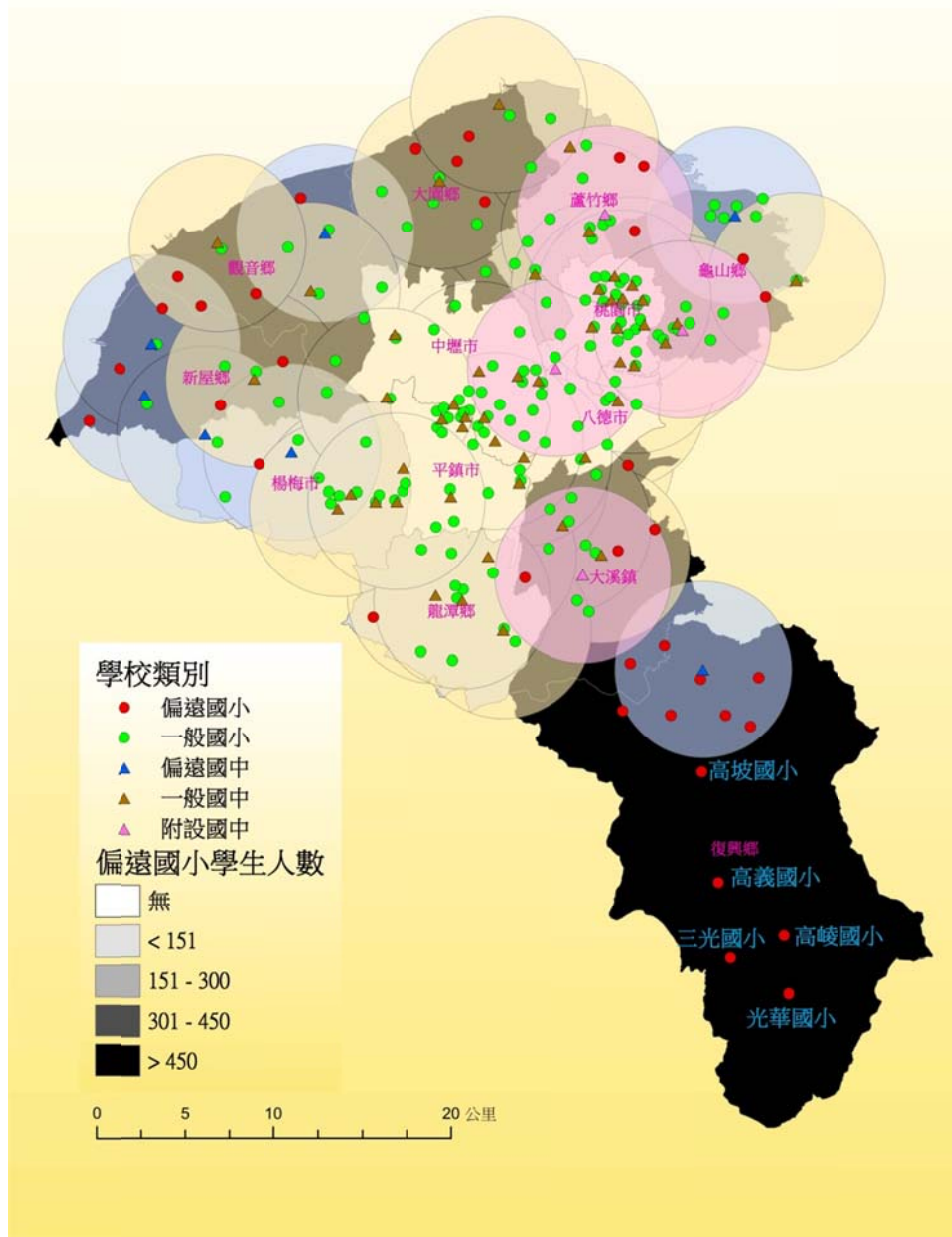 大園鄉
蘆竹鄉
觀音鄉
龜山鄉
桃園市
中壢市
新屋鄉
八德市
平鎮市
楊梅市
大溪鎮
龍潭鄉
學校類別
偏遠國小
一般國小
偏遠國中
一般國中
附設國中
偏遠國小學生人數
無
< 151
151 - 300
301 - 450
> 450
高坡國小
復興鄉
高義國小
三光國小
高崚國小
光華國小
0 5 10 20 公里